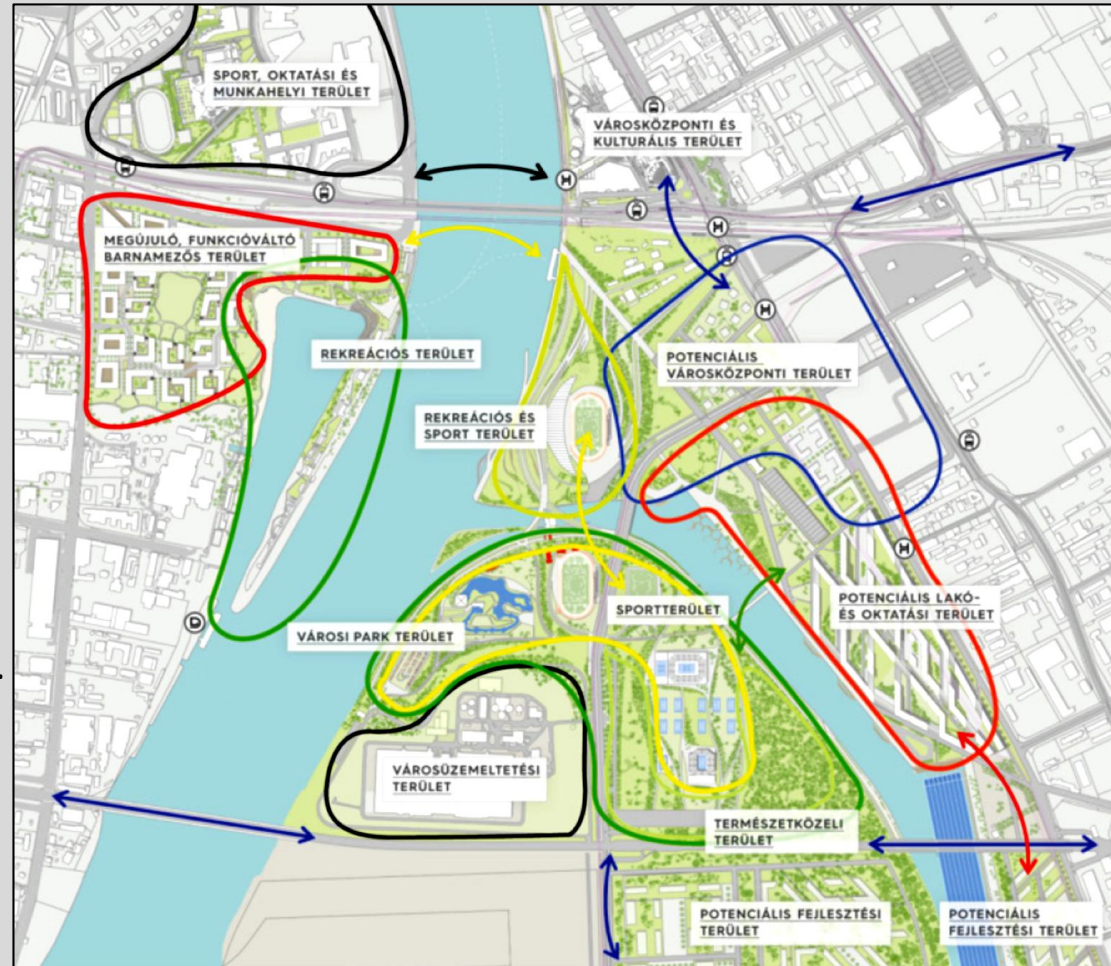 SPORT, OKTATÁSI ÉS
MUNKAHELYI TERÜLET
VÁROSKÖZPONTI ÉS
KULTURÁLIS TERÜLET
H
H
MEGÚJULÓ, FUNKCIÓVÁLTÓ
BARNAMEZŐS TERÜLET
H
REKREÁCIÓS TERÜLET
POTENCIÁLIS
VÁROSKÖZPONTI TERÜLET
REKREÁCIÓS ÉS
SPORT TERÜLET
H
POTENCIÁLIS LAKÓ-
ÉS OKTATÁSI TERÜLET
SPORTTERÜLET
D
VÁROSI PARK TERÜLET
VÁROSÜZEMELTETÉSI
TERÜLET
TERMÉSZETKÖZELI
TERÜLET
POTENCIÁLIS FEJLESZTÉSI
TERÜLET
POTENCIÁLIS
FEJLESZTÉSI TERÜLET